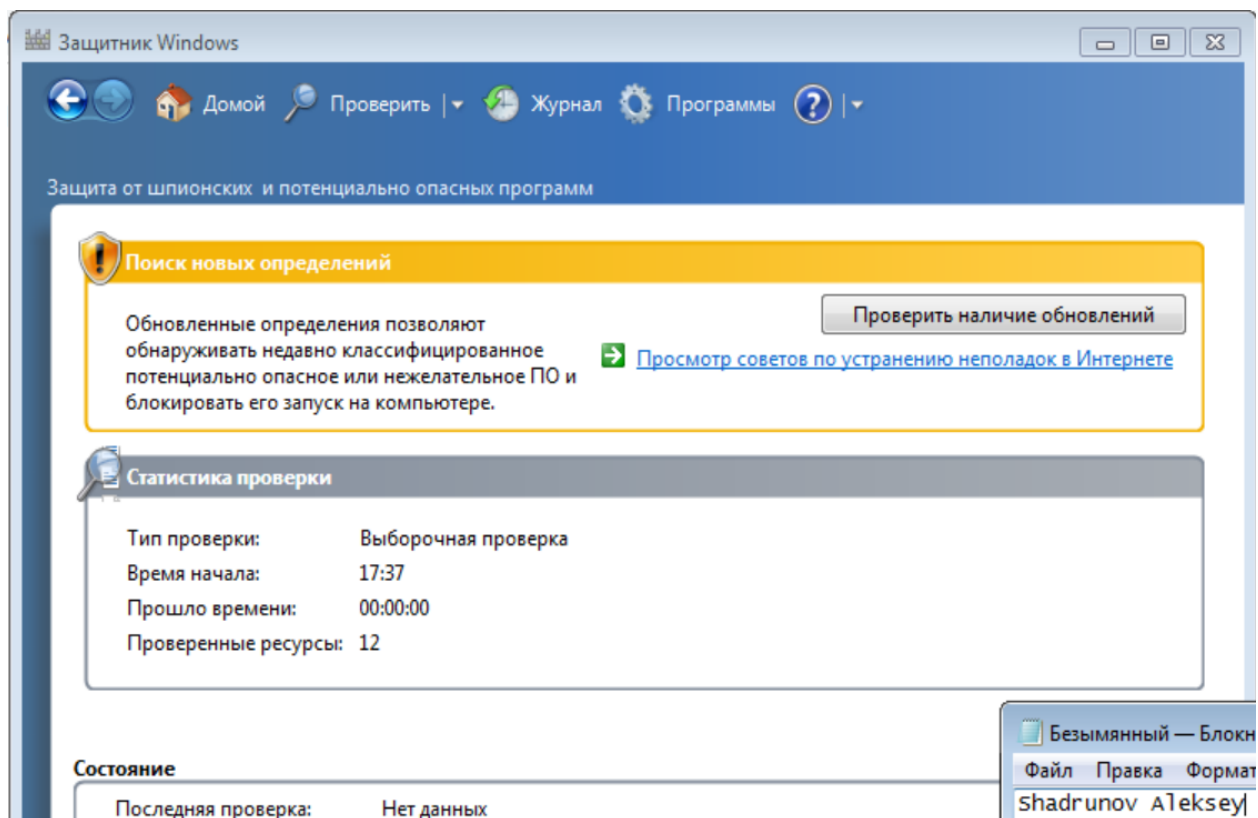 Защитник Windows
Домой Проверить Журнал Программы ?
Защита от шпионских и потенциально опасных программ
Поиск новых определений
Обновленные определения позволяют
обнаруживать недавно классифицированное
потенциально опасное или нежелательное ПО и
блокировать его запуск на компьютере.
Проверить наличие обновлений
Просмотр советов по устранению неполадок в Интернете
Статистика проверки
Тип проверки: Выборочная проверка
Время начала: 17:37
Прошло времени: 00:00:00
Проверенные ресурсы: 12
Состояние
Последняя проверка: Нет данных
Безымянный — Блокн
Файл Правка Формат
Shadrunov Aleksey